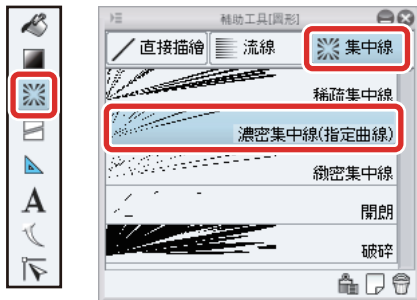 補助工具[圖形]
直接描繪
流線
集中線
稀疏集中線
濃密集中線(指定曲線)
緻密集中線
開朗
破碎
A